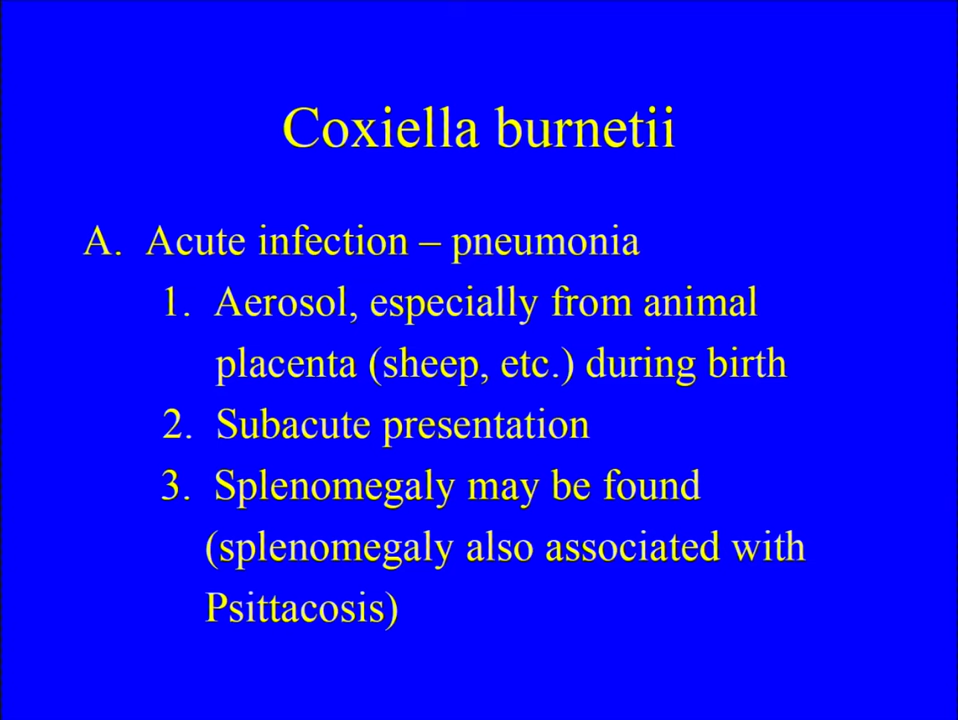 Coxiella burnetii
A. Acute infection – pneumonia
1. Aerosol, especially from animal
placenta (sheep, etc.) during birth
2. Subacute presentation
3. Splenomegaly may be found
(splenomegaly also associated with
Psittacosis)